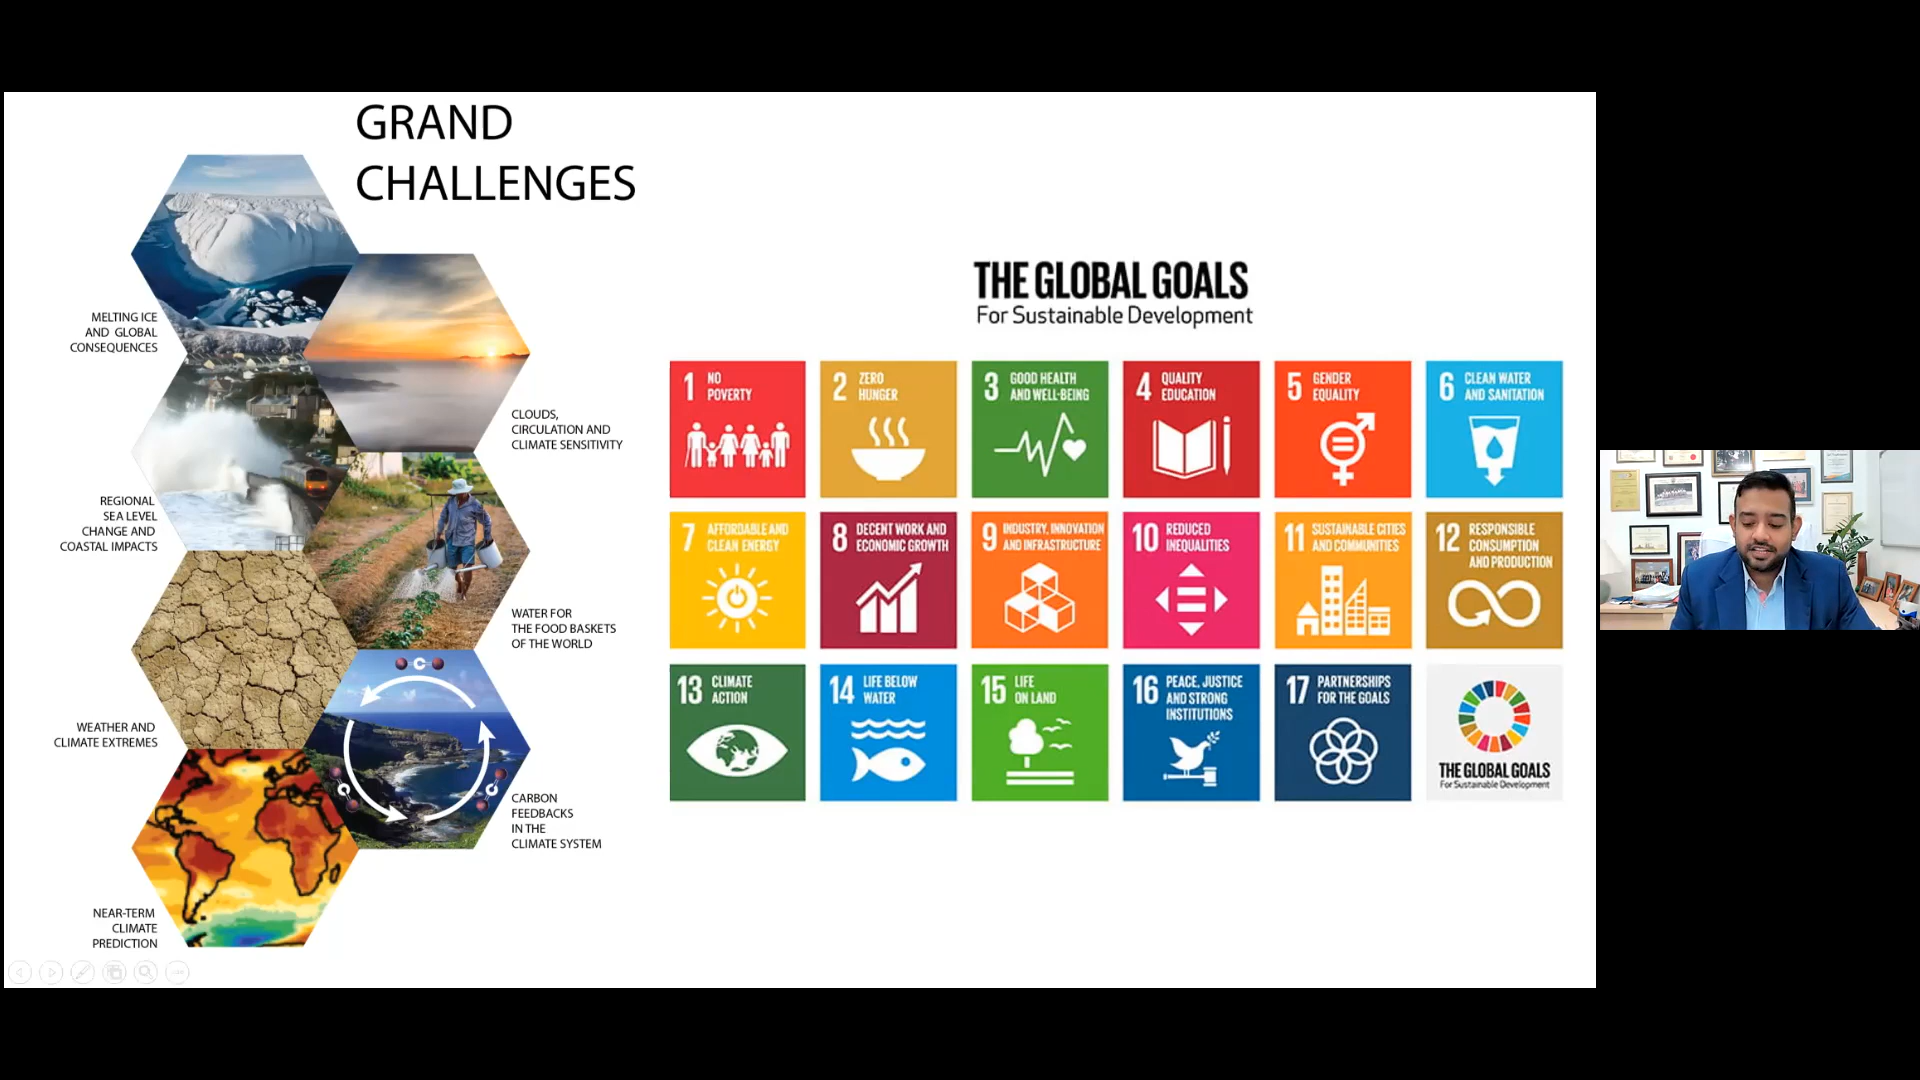 GRAND
CHALLENGES
MELTING ICE
AND GLOBAL
CONSEQUENCES
CLOUDS,
CIRCULATION AND
CLIMATE SENSITIVITY
REGIONAL
SEA LEVEL
CHANGE AND
COASTAL IMPACTS
WATER FOR
THE FOOD BASKETS
OF THE WORLD
WEATHER AND
CLIMATE EXTREMES
C
C
C
CARBON
FEEDBACKS
IN THE
CLIMATE SYSTEM
NEAR-TERM
CLIMATE
PREDICTION
THE GLOBAL GOALS
For Sustainable Development
1 NO
POVERTY
2 ZERO
HUNGER
3 GOOD HEALTH
AND WELL-BEING
4 QUALITY
EDUCATION
5 GENDER
EQUALITY
6 CLEAN WATER
AND SANITATION
7 AFFORDABLE AND
CLEAN ENERGY
8 DECENT WORK AND
ECONOMIC GROWTH
9 INDUSTRY, INNOVATION
AND INFRASTRUCTURE
10 REDUCED
INEQUALITIES
11 SUSTAINABLE CITIES
AND COMMUNITIES
12 RESPONSIBLE
CONSUMPTION
AND PRODUCTION
13 CLIMATE
ACTION
14 LIFE BELOW
WATER
15 LIFE
ON LAND
16 PEACE, JUSTICE
AND STRONG
INSTITUTIONS
17 PARTNERSHIPS
FOR THE GOALS
THE GLOBAL GOALS
For Sustainable Development